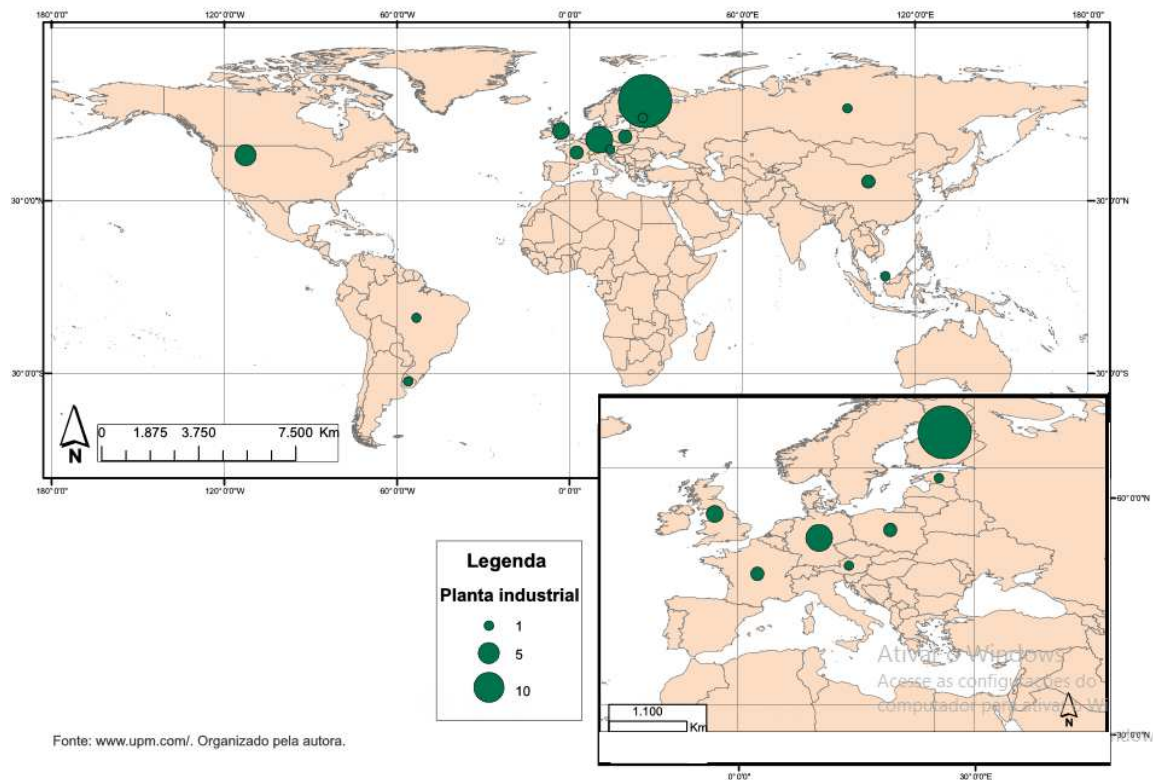 180° 0'0" 120° 0'0" 60° 0'0" 0° 0'0" 60° 0'0"E 120° 0'0"E 180° 0'0"
30° 0'0"N 30° 70"N
30° 0'0"S 30° 70"S
0 1.875 3.750 7.500 Km
N
180° 0'0" 120° 0'0" 60° 0'0" 0° 0'0"
60° 0'0"N
Legenda
Planta industrial
1
5
10
Ativar o Windows
Acesse as configurações do
computador para ativar o Windows
1.100
Km
N
30° 0'0"N
0° 0'0" 30° 0'0"E
Fonte: www.upm.com/. Organizado pela autora.